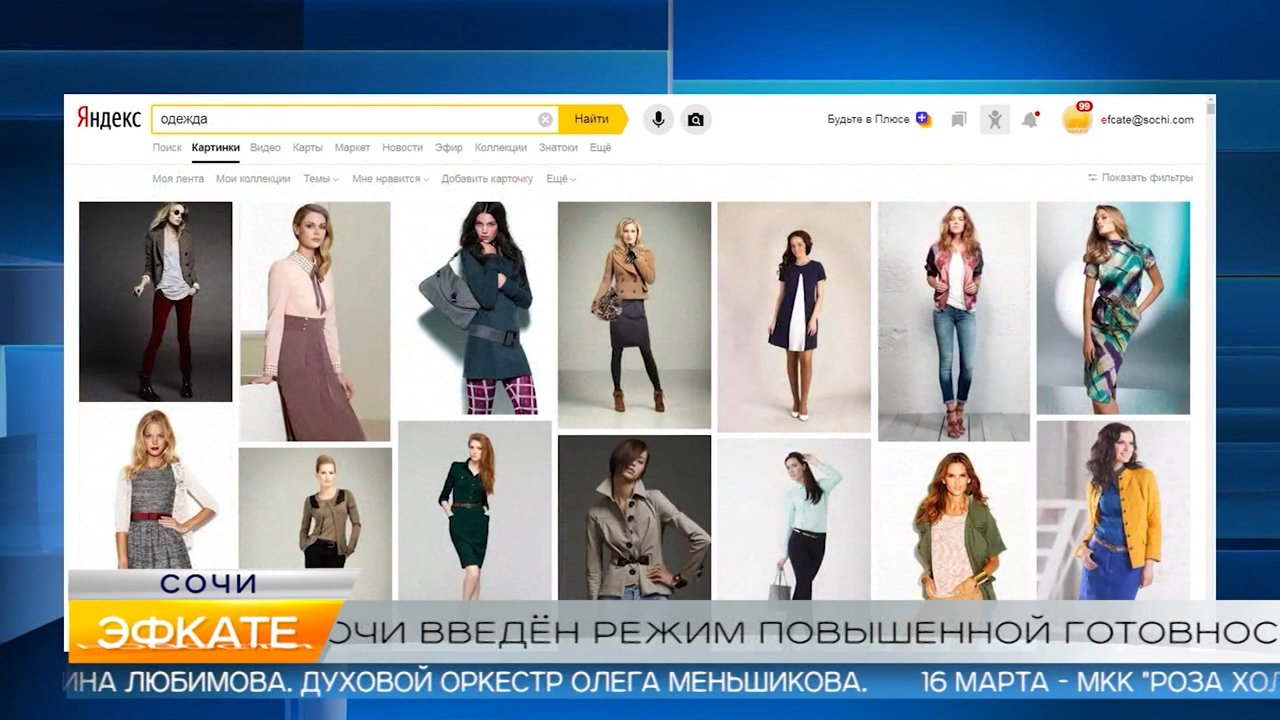 Яндекс
одежда
Найти
Будьте в Плюсе
99
efcate@sochi.com
Поиск Картинки Видео Карты Маркет Новости Эфир Коллекции Знатоки Ещё
Моя лента Мои коллекции Темы Мне нравится Добавить карточку Ещё
Показать фильтры
СОЧИ
ЭФКАТЕ
ОЧИ ВВЕДЁН РЕЖИМ ПОВЫШЕННОЙ ГОТОВНОС
ИНА ЛЮБИМОВА. ДУХОВОЙ ОРКЕСТР ОЛЕГА МЕНЬШИКОВА. 16 МАРТА - МКК "РОЗА ХОЛ